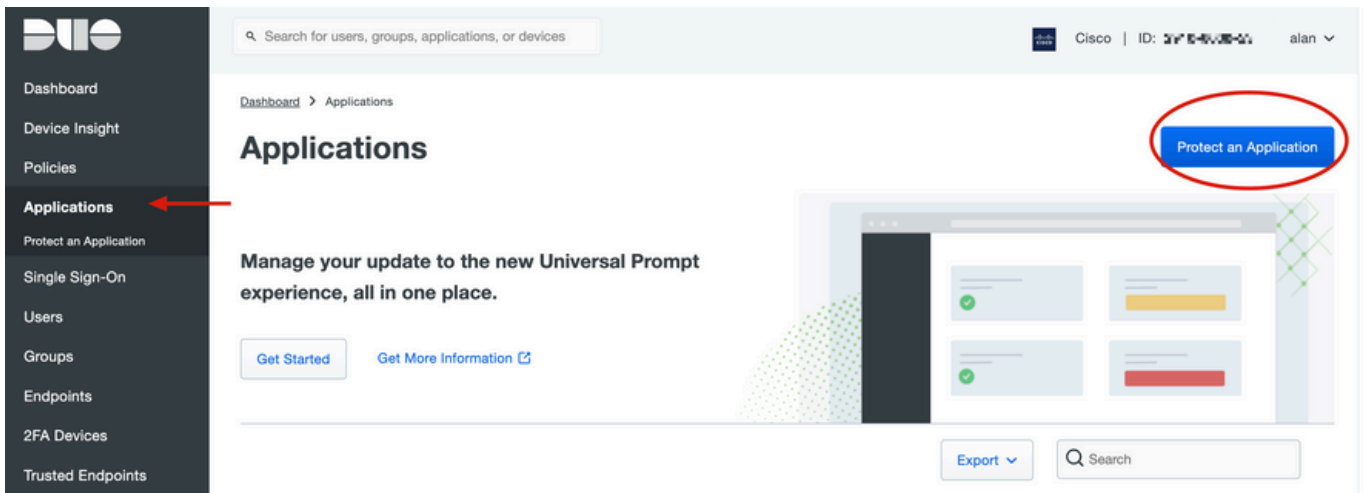 DUO
Search for users, groups, applications, or devices
Cisco | ID:
alan
Dashboard
Device Insight
Policies
Applications
Protect an Application
Single Sign-On
Users
Groups
Endpoints
2FA Devices
Trusted Endpoints
Dashboard > Applications
Applications
Protect an Application
Manage your update to the new Universal Prompt
experience, all in one place.
Get Started
Get More Information
Export
Search